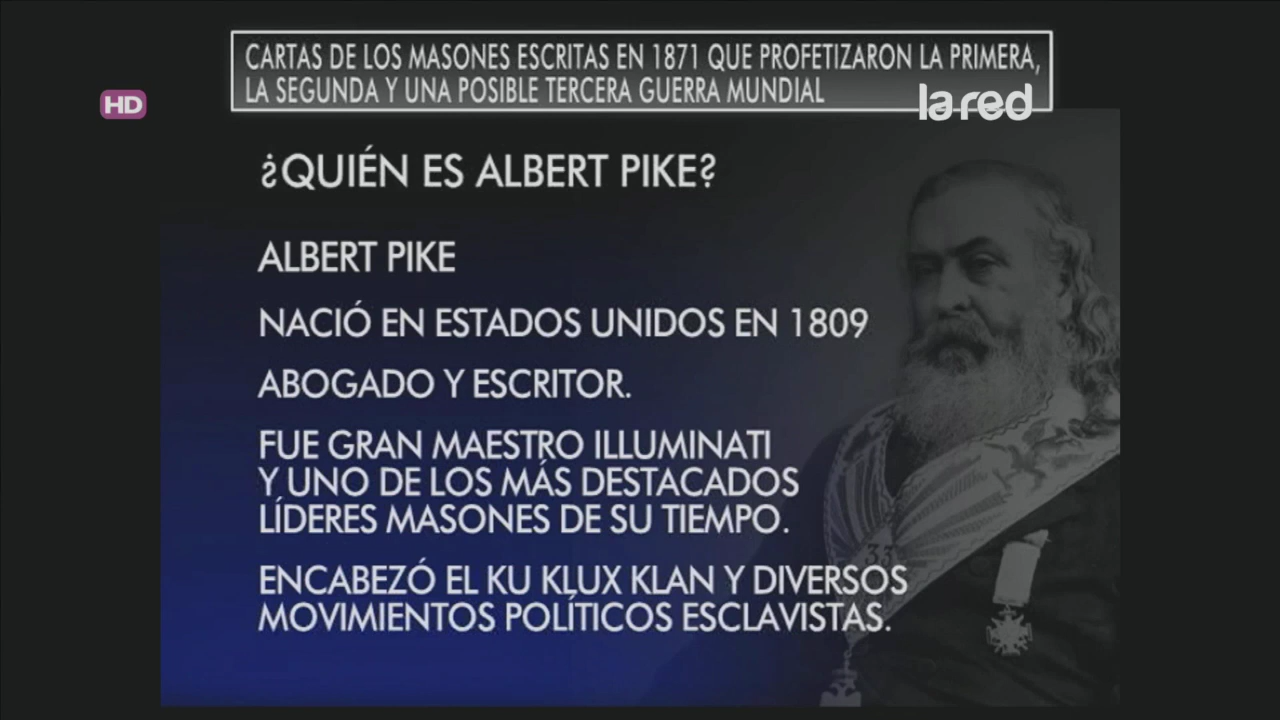 CARTAS DE LOS MASONES ESCRITAS EN 1871 QUE PROFETIZARON LA PRIMERA,
LA SEGUNDA Y UNA POSIBLE TERCERA GUERRA MUNDIAL
HD
la red
¿QUIÉN ES ALBERT PIKE?
ALBERT PIKE
NACIÓ EN ESTADOS UNIDOS EN 1809
ABOGADO Y ESCRITOR.
FUE GRAN MAESTRO ILLUMINATI
Y UNO DE LOS MÁS DESTACADOS
LÍDERES MASONES DE SU TIEMPO.
33
ENCABEZÓ EL KU KLUX KLAN Y DIVERSOS
MOVIMIENTOS POLÍTICOS ESCLAVISTAS.